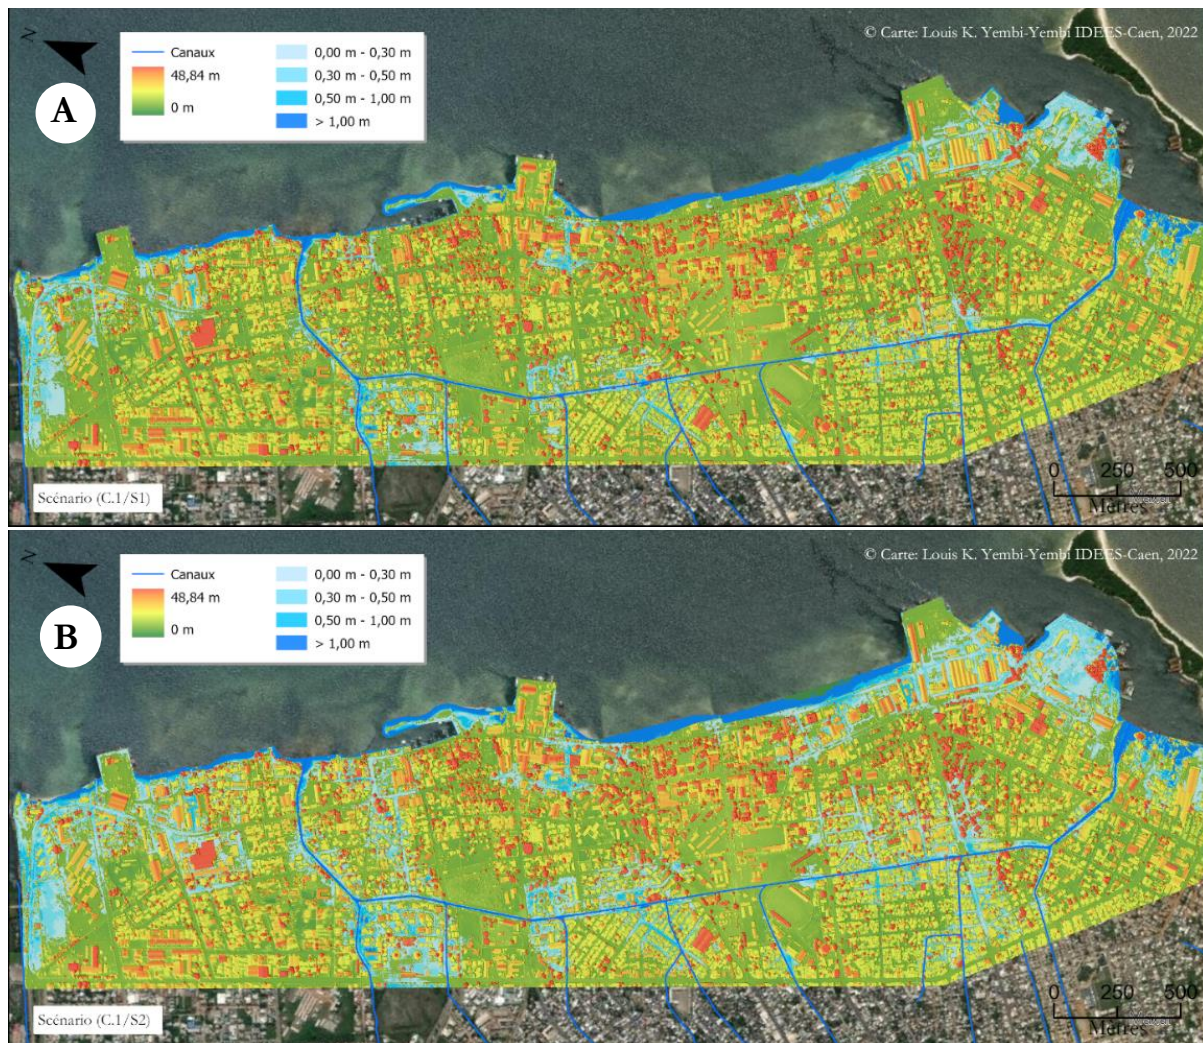 N
A
Canaux
48,84 m
0 m
0,00 m - 0,30 m
0,30 m - 0,50 m
0,50 m - 1,00 m
> 1,00 m
© Carte: Louis K. Yembi-Yembi IDEES-Caen, 2022
0 250 500
Mètres
Scénario (C.1/S1)
N
B
Canaux
48,84 m
0 m
0,00 m - 0,30 m
0,30 m - 0,50 m
0,50 m - 1,00 m
> 1,00 m
© Carte: Louis K. Yembi-Yembi IDEES-Caen, 2022
0 250 500
Mètres
Scénario (C.1/S2)